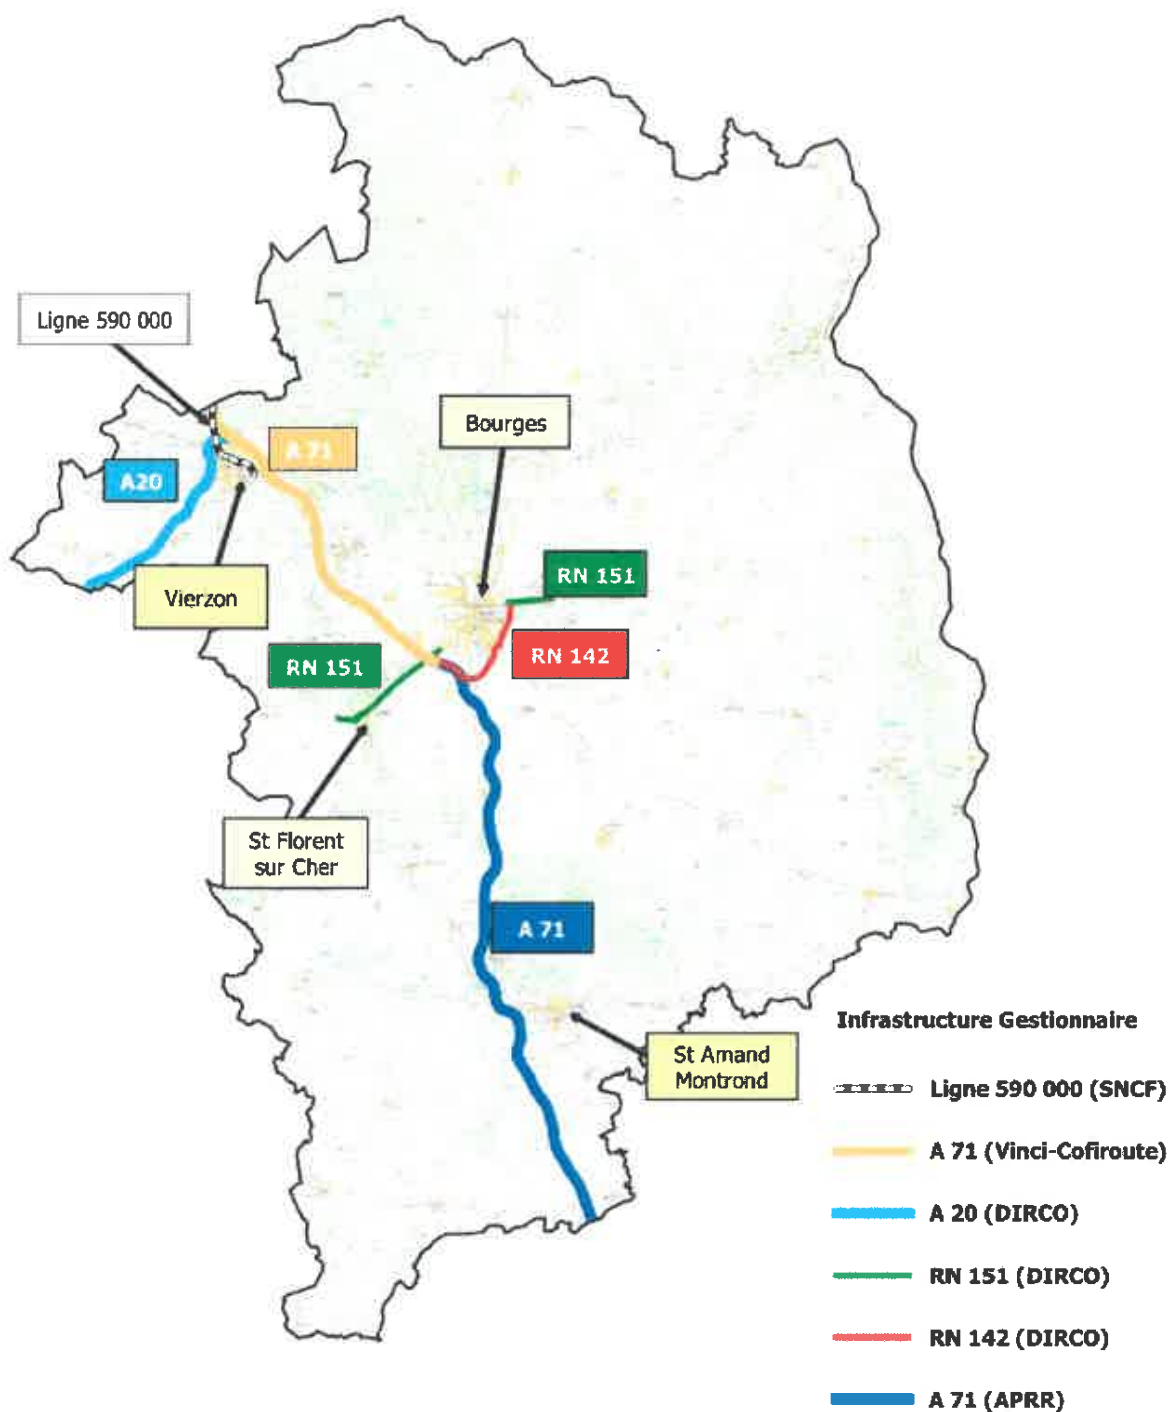 Ligne 590 000
Bourges
A 71
A20
RN 151
Vierzon
RN 142
RN 151
St Florent
sur Cher
A 71
St Amand
Montrond
Infrastructure Gestionnaire
Ligne 590 000 (SNCF)
A 71 (Vinci-Cofiroute)
A 20 (DIRCO)
RN 151 (DIRCO)
RN 142 (DIRCO)
A 71 (APRR)